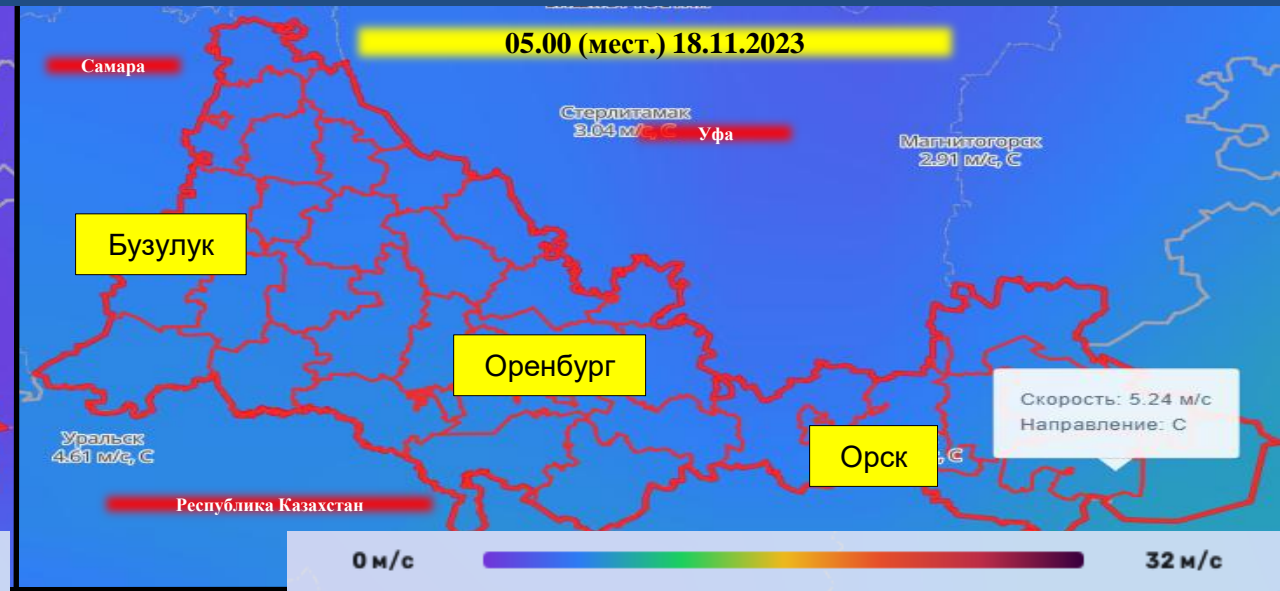 05.00 (мест.) 18.11.2023
Самара
Стерлитамак
3.04 м/с, С
Уфа
Магнитогорск
2.91 м/с, С
Бузулук
Оренбург
Скорость: 5.24 м/с
Направление: С
Уральск
4.61 м/с, С
Орск
, С
Республика Казахстан
0 м/с
32 м/с